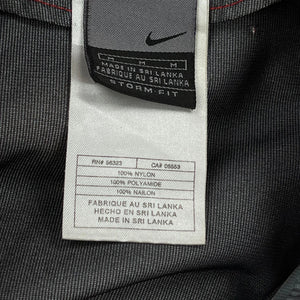 M M M
MADE IN SRI LANKA
FABRIQUE AU SRI LANKA
STORM-FIT
RN# 56323 CA# 05553
100% NYLON
100% POLYAMIDE
100% NAILON
FABRIQUE AU SRI LANKA
HECHO EN SRI LANKA
MADE IN SRI LANKA